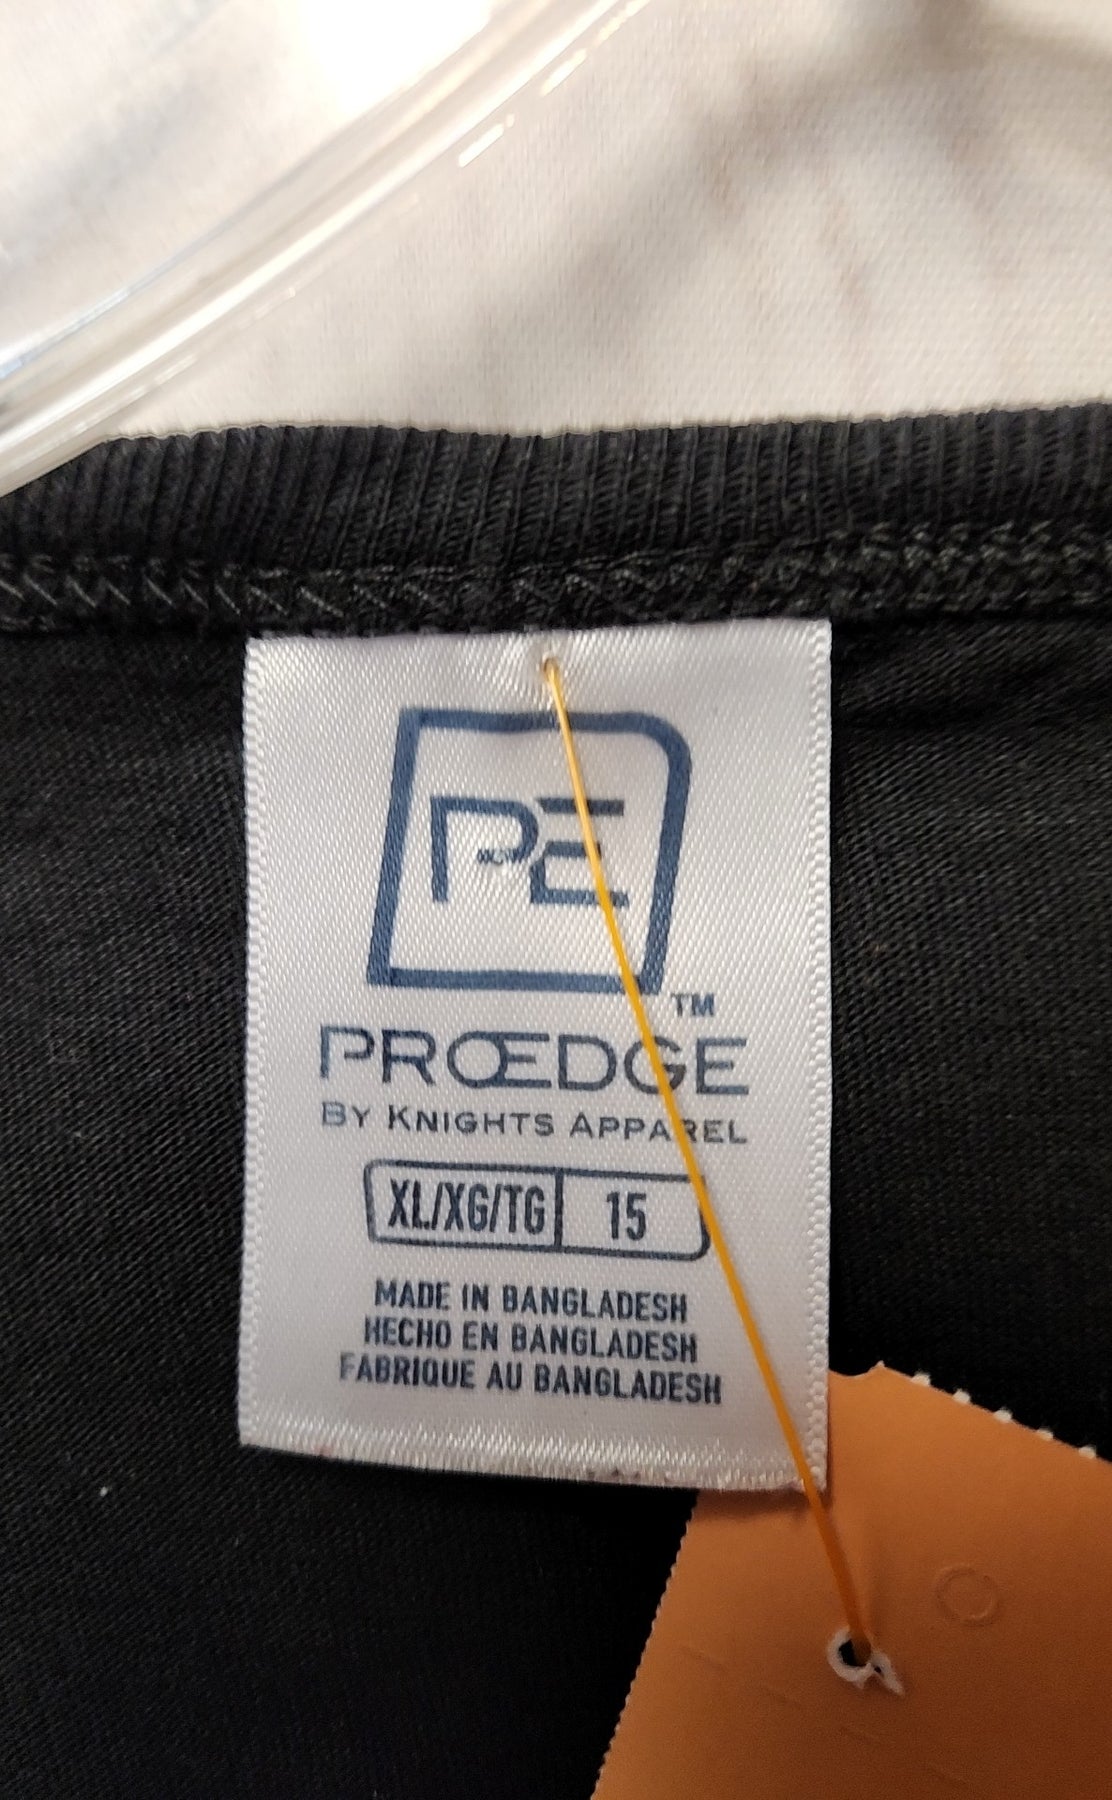 PE
TM
PROEDGE
BY KNIGHTS APPAREL
XL/XG/TG 15
MADE IN BANGLADESH
HECHO EN BANGLADESH
FABRIQUE AU BANGLADESH